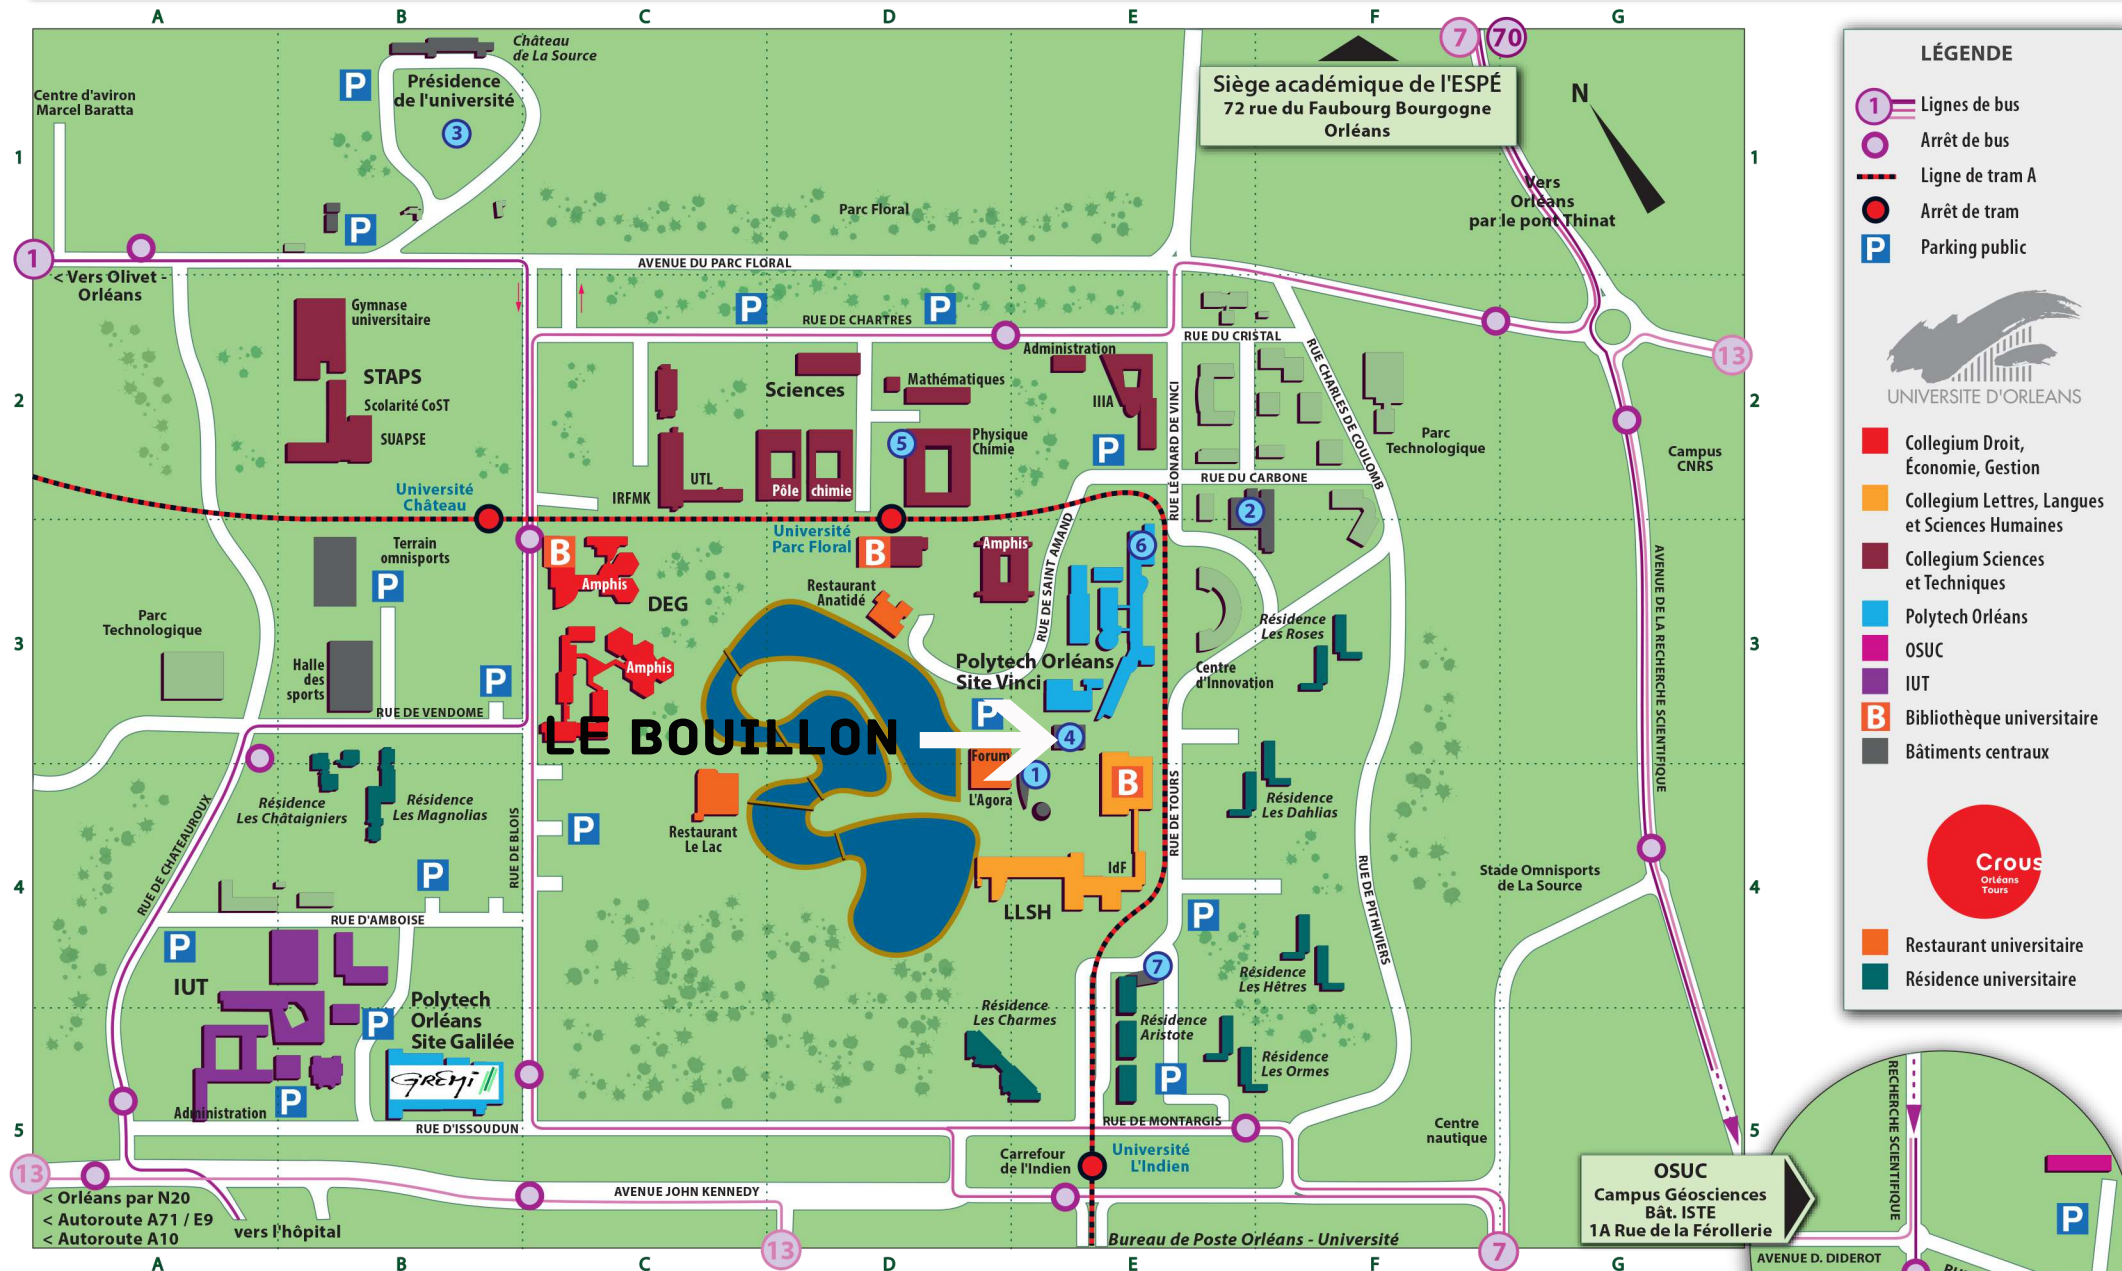 A B C D E F G
Château
de La Source
Présidence
de l'université
3
P
Centre d'aviron
Marcel Baratta
7 70
Siège académique de l'ESPÉ
72 rue du Faubourg Bourgogne
Orléans
N
1
1
Vers
Orléans
par le pont Thinat
Parc Floral
P
1
< Vers Olivet -
Orléans
AVENUE DU PARC FLORAL
P
P
RUE DE CHARTRES
Gymnase
universitaire
STAPS
Scolarité CoST
SUAPSE
Sciences
Mathématiques
Administration
IIIA
P
RUE DU CRISTAL
RUE LÉONARD DE VINCI
RUE CHARLES DE COULOMB
13
2
2
Parc
Technologique
Campus
CNRS
5
Physique
Chimie
UTL
IRFMK
Pôle chimie
RUE DU CARBONE
2
Université
Château
Université
Parc Floral
Terrain
omnisports
P
B
Amphis
DEG
B
Amphis
RUE DE SAINT AMAND
6
Restaurant
Anatidé
AVENUE DE LA RECHERCHE SCIENTIFIQUE
Parc
Technologique
3
3
Halle
des
sports
P
Amphis
Résidence
Les Roses
Polytech Orléans
Site Vinci
Centre
d'Innovation
RUE DE VENDOME
P
LE BOUILLON
4
Forum
1
L'Agora
B
RUE DE TOURS
Résidence
Les Châtaigniers
Résidence
Les Magnolias
Résidence
Les Dahlias
RUE DE CHATEAUROUX
RUE DE BLOIS
P
Restaurant
Le Lac
IdF
RUE DE PITHIVIERS
Stade Omnisports
de La Source
4
4
P
RUE D'AMBOISE
LLSH
P
P
IUT
7
Résidence
Les Hêtres
Polytech
Orléans
Site Galilée
P
Résidence
Les Charmes
Résidence
Aristote
Résidence
Les Ormes
GREMI
P
P
Administration
RUE D'ISSOUDUN
RUE DE MONTARGIS
Centre
nautique
5
5
Carrefour
de l'Indien
Université
L'Indien
13
< Orléans par N20
< Autoroute A71 / E9
< Autoroute A10
vers l'hôpital
AVENUE JOHN KENNEDY
13
Bureau de Poste Orléans - Université
7
OSUC
Campus Géosciences
Bât. ISTE
1A Rue de la Férollerie
A B C D E F G
LÉGENDE
1 Lignes de bus
Arrêt de bus
Ligne de tram A
Arrêt de tram
P Parking public
UNIVERSITE D'ORLEANS
Collegium Droit,
Économie, Gestion
Collegium Lettres, Langues
et Sciences Humaines
Collegium Sciences
et Techniques
Polytech Orléans
OSUC
IUT
B Bibliothèque universitaire
Bâtiments centraux
Crous
Orléans
Tours
Restaurant universitaire
Résidence universitaire
RECHERCHE SCIENTIFIQUE
P
AVENUE D. DIDEROT